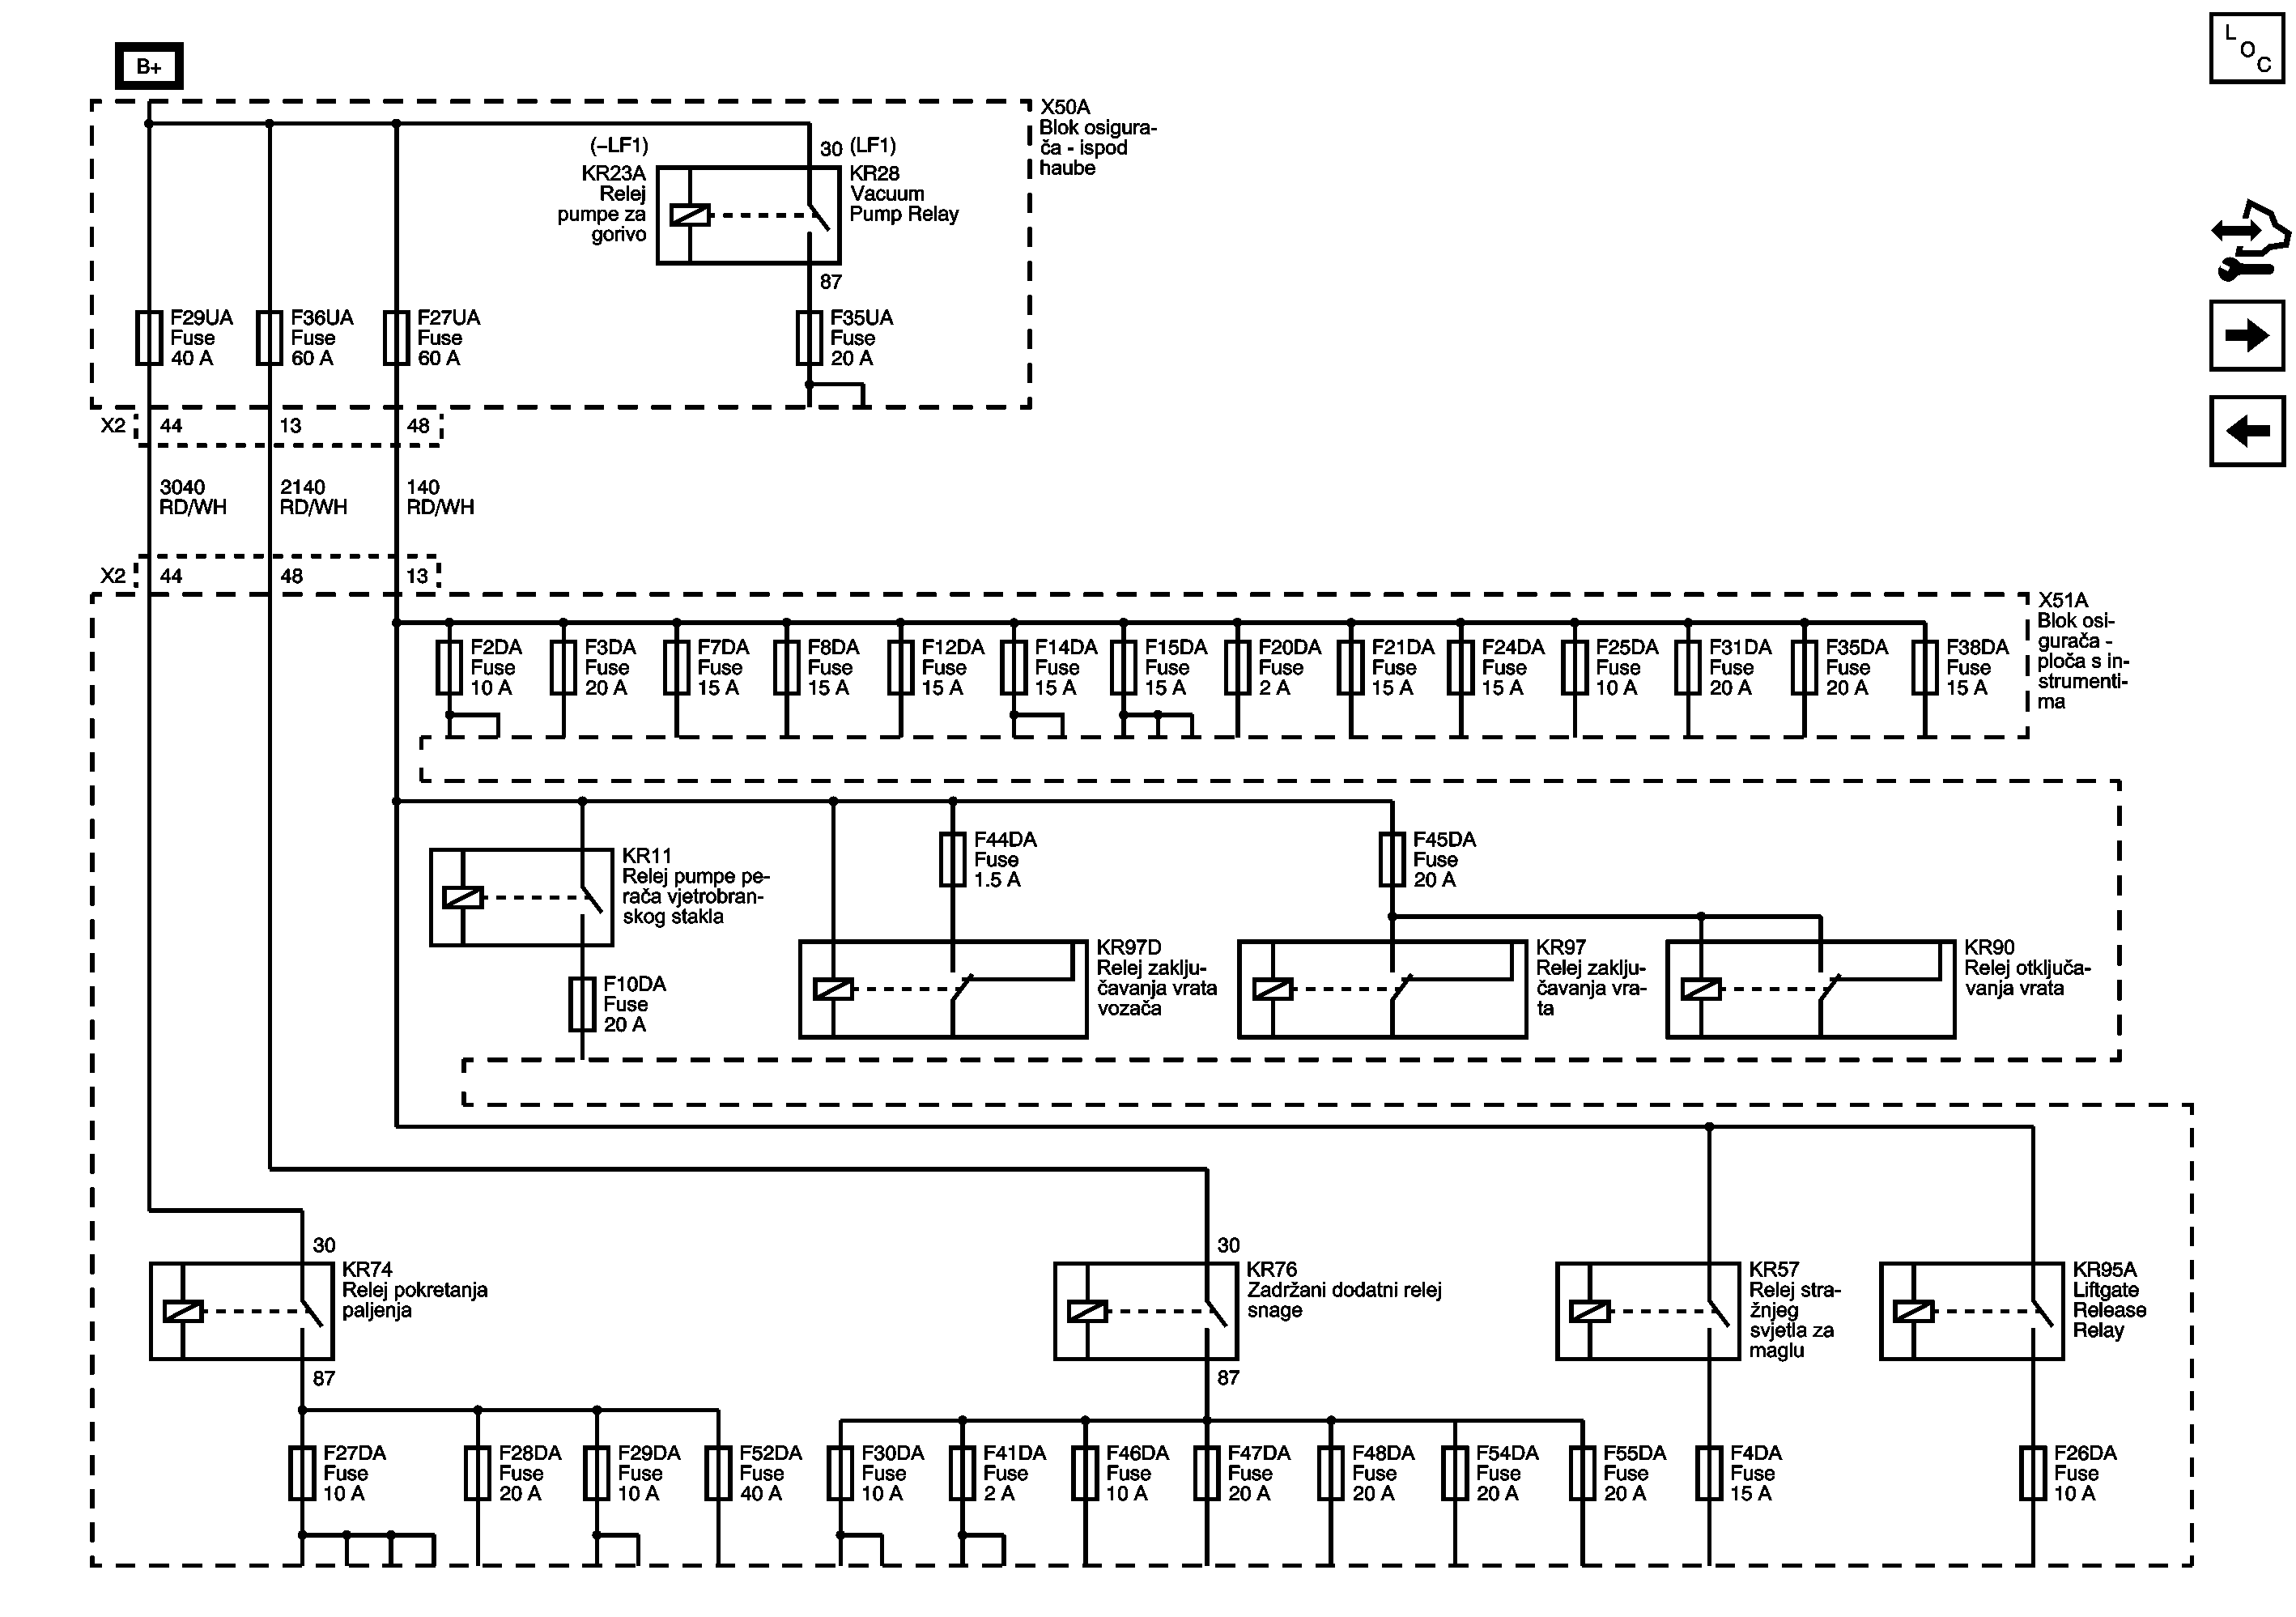 B+
L
O
C
X50A
Blok osigura-
ča - ispod
haube
(–LF1)
KR23A
Relej
pumpe za
gorivo
30 (LF1)
KR28
Vacuum
Pump Relay
87
F29UA
Fuse
40 A
F36UA
Fuse
60 A
F27UA
Fuse
60 A
F35UA
Fuse
20 A
X2
44
13
48
3040
RD/WH
2140
RD/WH
140
RD/WH
X2
44
48
13
X51A
Blok osi-
gurača -
ploča s in-
strumenti-
ma
F2DA
Fuse
10 A
F3DA
Fuse
20 A
F7DA
Fuse
15 A
F8DA
Fuse
15 A
F12DA
Fuse
15 A
F14DA
Fuse
15 A
F15DA
Fuse
15 A
F20DA
Fuse
2 A
F21DA
Fuse
15 A
F24DA
Fuse
15 A
F25DA
Fuse
10 A
F31DA
Fuse
20 A
F35DA
Fuse
20 A
F38DA
Fuse
15 A
KR11
Relej pumpe pe-
rača vjetrobran-
skog stakla
F44DA
Fuse
1.5 A
F45DA
Fuse
20 A
F10DA
Fuse
20 A
KR97D
Relej zaklju-
čavanja vrata
vozača
KR97
Relej zaklju-
čavanja vra-
ta
KR90
Relej otključa-
vanja vrata
30
KR74
Relej pokretanja
paljenja
87
30
KR76
Zadržani dodatni relej
snage
87
KR57
Relej stra-
žnjeg
svjetla za
maglu
KR95A
Liftgate
Release
Relay
F27DA
Fuse
10 A
F28DA
Fuse
20 A
F29DA
Fuse
10 A
F52DA
Fuse
40 A
F30DA
Fuse
10 A
F41DA
Fuse
2 A
F46DA
Fuse
10 A
F47DA
Fuse
20 A
F48DA
Fuse
20 A
F54DA
Fuse
20 A
F55DA
Fuse
20 A
F4DA
Fuse
15 A
F26DA
Fuse
10 A